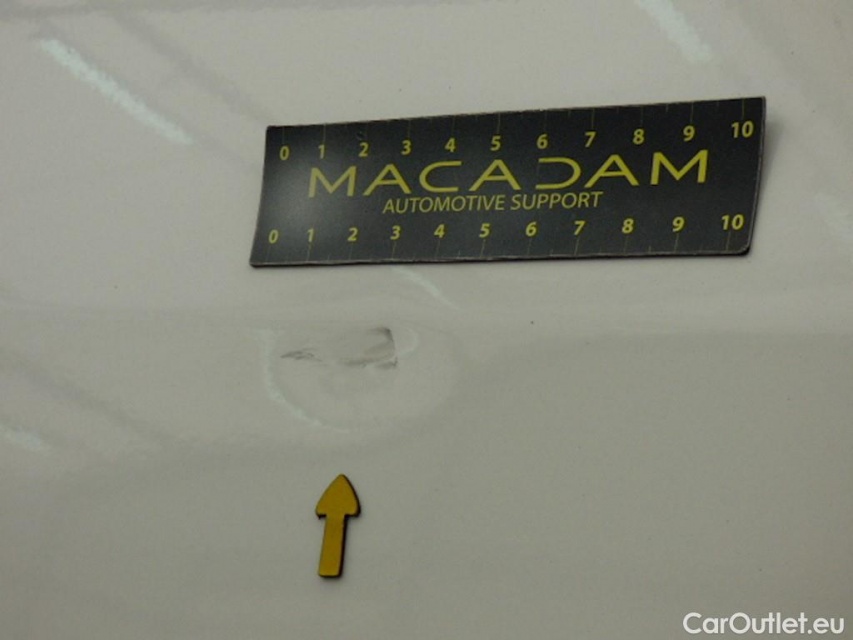 0 1 2 3 4 5 6 7 8 9 10
MACADAM
AUTOMOTIVE SUPPORT
0 1 2 3 4 5 6 7 8 9 10
CarOutlet.eu